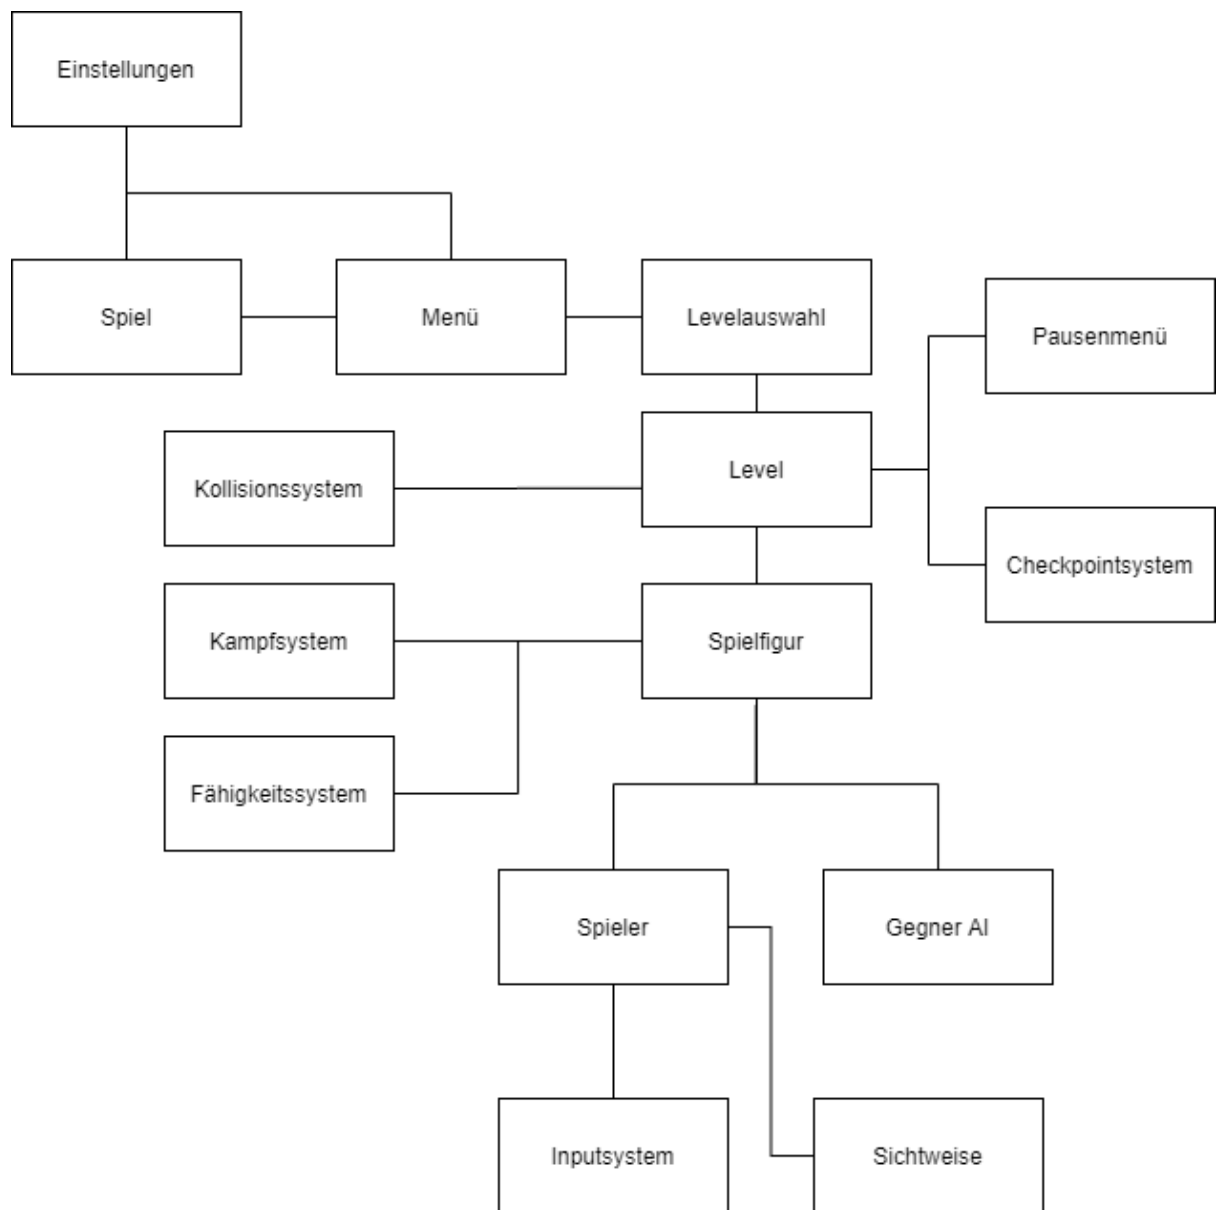 Einstellungen
Spiel
Menü
Levelauswahl
Pausenmenü
Kollisionssystem
Level
Checkpointsystem
Kampfsystem
Spielfigur
Fähigkeitssystem
Spieler
Gegner AI
Inputsystem
Sichtweise